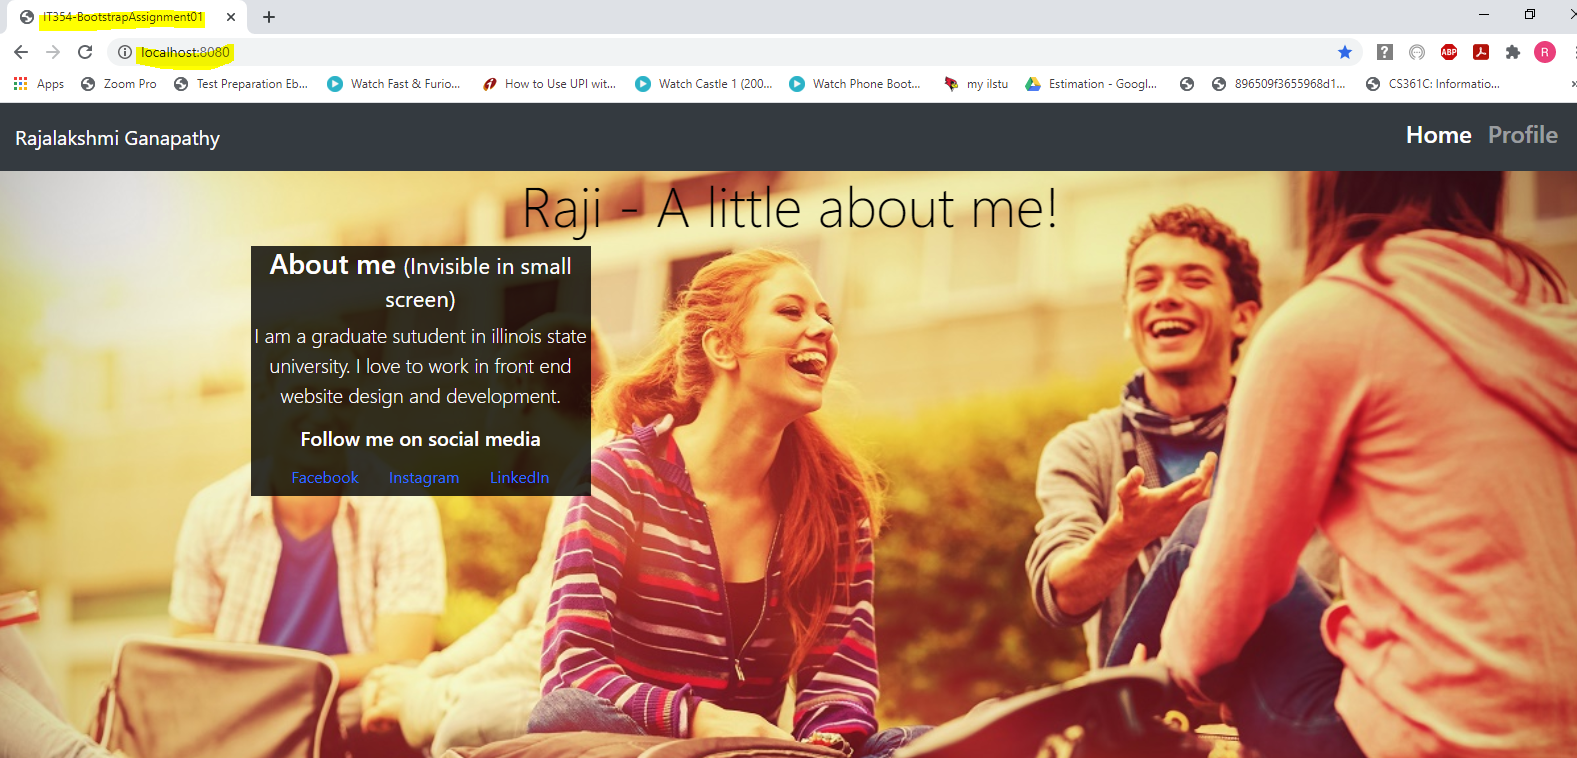 IT354-BootstrapAssignment01
localhost:8080
ABP
R
Apps
Zoom Pro
Test Preparation Eb...
Watch Fast & Furio...
How to Use UPI wit...
Watch Castle 1 (200...
Watch Phone Boot...
my ilstu
Estimation - Googl...
896509f3655968d1...
CS361C: Informatio...
Rajalakshmi Ganapathy
Home Profile
Raji - A little about me!
About me (Invisible in small
screen)
I am a graduate sutudent in illinois state
university. I love to work in front end
website design and development.
Follow me on social media
Facebook Instagram LinkedIn